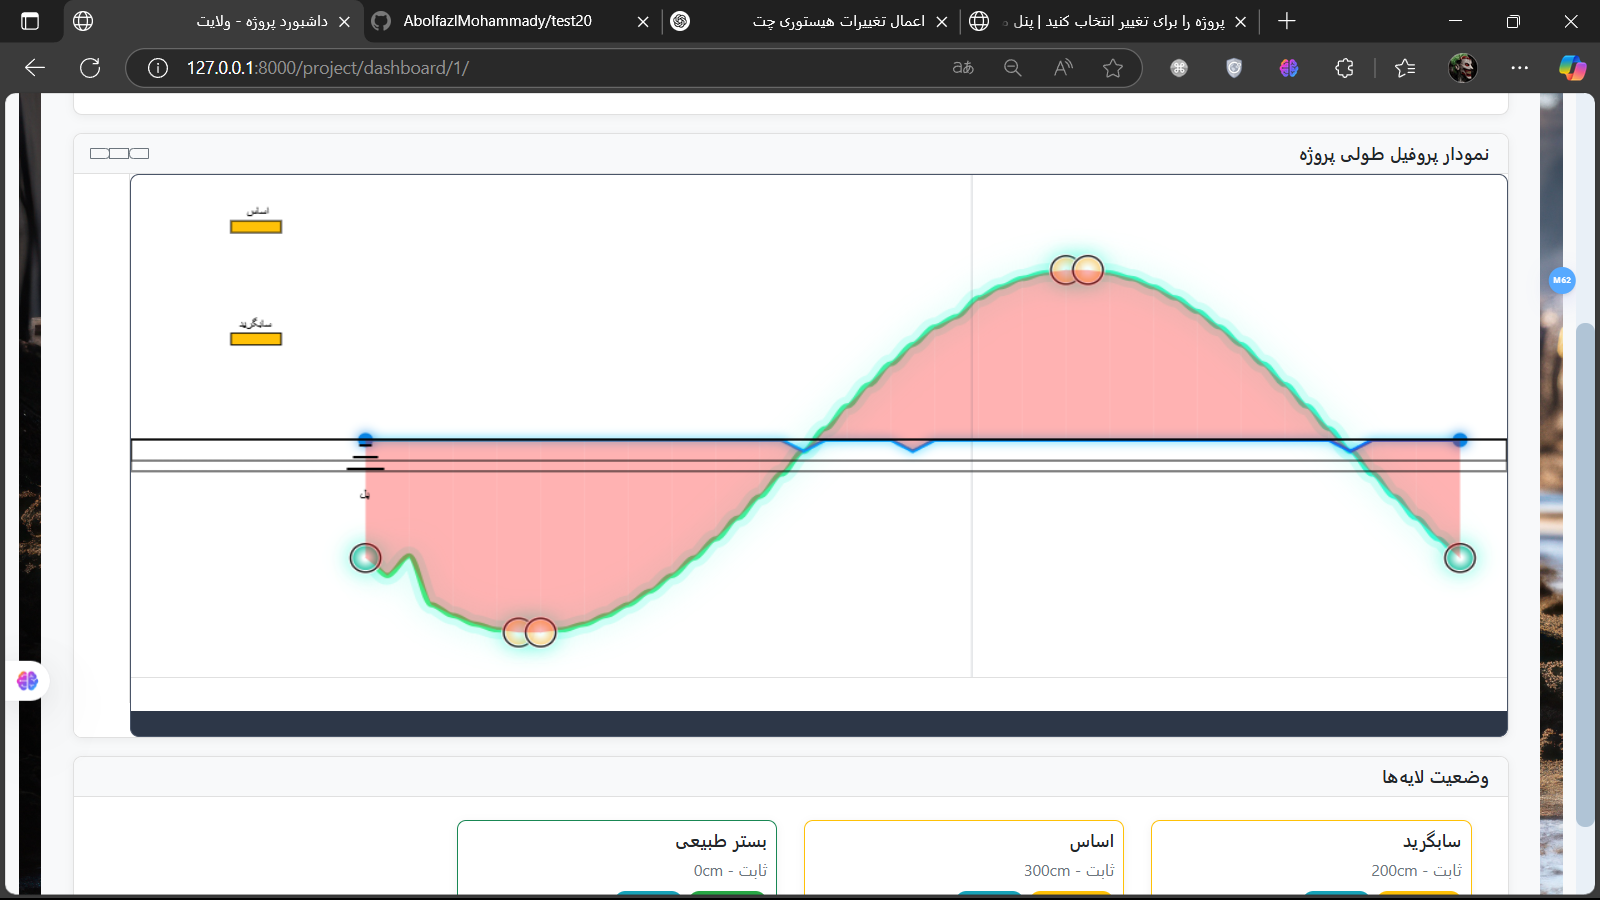 داشبورد پروژه - ولایت
AbolfazlMohammady/test20
اعمال تغییرات هیستوری چت
پروژه را برای تغییر انتخاب کنید | پنل
127.0.0.1:8000/project/dashboard/1/
نمودار پروفیل طولی پروژه
اساس
سابگرید
پل
M62
وضعیت لایه‌ها
سابگرید
ثابت - 200cm
اساس
ثابت - 300cm
بستر طبیعی
ثابت - 0cm